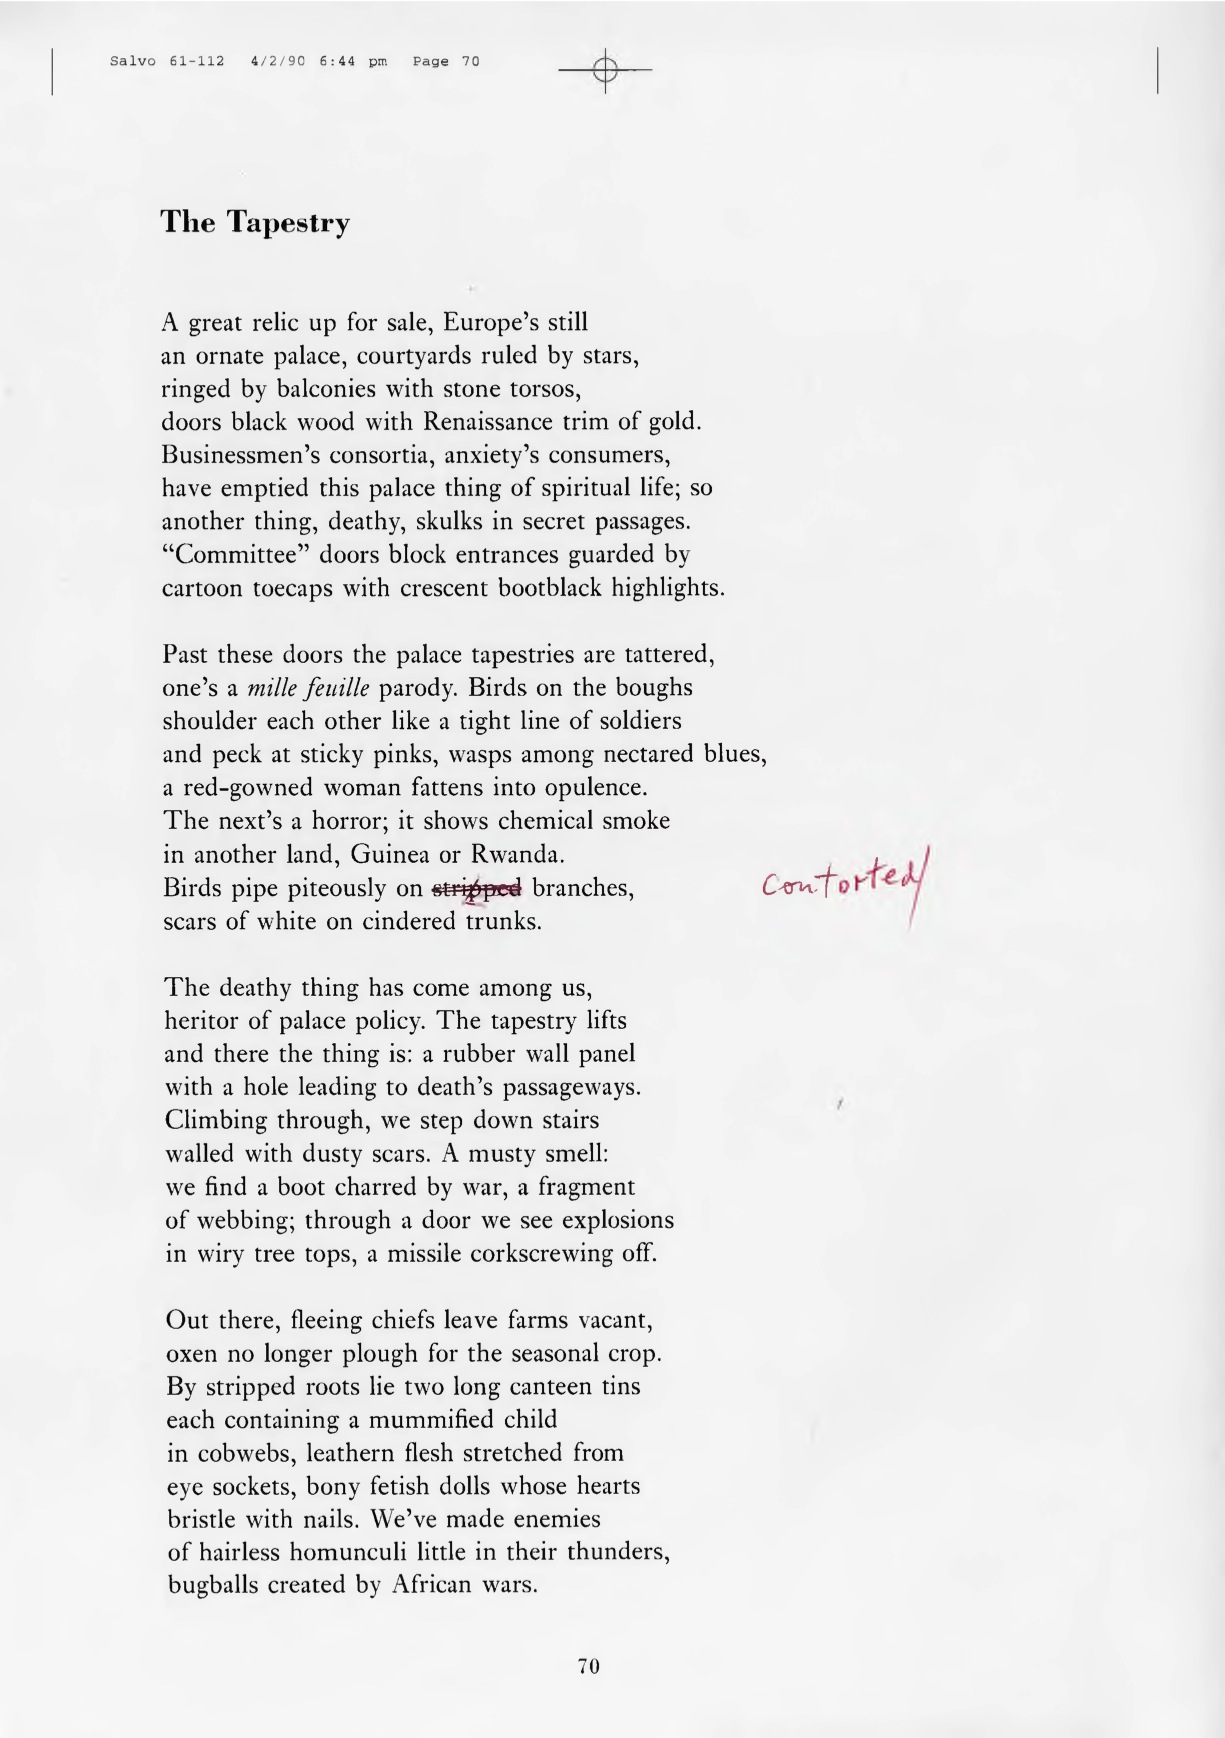 Salvo 61-112 4/2/90 6:44 pm Page 70
The Tapestry
A great relic up for sale, Europe’s still
an ornate palace, courtyards ruled by stars,
ringed by balconies with stone torsos,
doors black wood with Renaissance trim of gold.
Businessmen’s consortia, anxiety’s consumers,
have emptied this palace thing of spiritual life; so
another thing, deathy, skulks in secret passages.
“Committee” doors block entrances guarded by
cartoon toecaps with crescent bootblack highlights.
Past these doors the palace tapestries are tattered,
one’s a mille feuille parody. Birds on the boughs
shoulder each other like a tight line of soldiers
and peck at sticky pinks, wasps among nectared blues,
a red-gowned woman fattens into opulence.
The next’s a horror; it shows chemical smoke
in another land, Guinea or Rwanda.
Birds pipe piteously on stripped branches,
contorted/
scars of white on cindered trunks.
The deathy thing has come among us,
heritor of palace policy. The tapestry lifts
and there the thing is: a rubber wall panel
with a hole leading to death’s passageways.
Climbing through, we step down stairs
walled with dusty scars. A musty smell:
we find a boot charred by war, a fragment
of webbing; through a door we see explosions
in wiry tree tops, a missile corkscrewing off.
Out there, fleeing chiefs leave farms vacant,
oxen no longer plough for the seasonal crop.
By stripped roots lie two long canteen tins
each containing a mummified child
in cobwebs, leathern flesh stretched from
eye sockets, bony fetish dolls whose hearts
bristle with nails. We’ve made enemies
of hairless homunculi little in their thunders,
bugballs created by African wars.
70